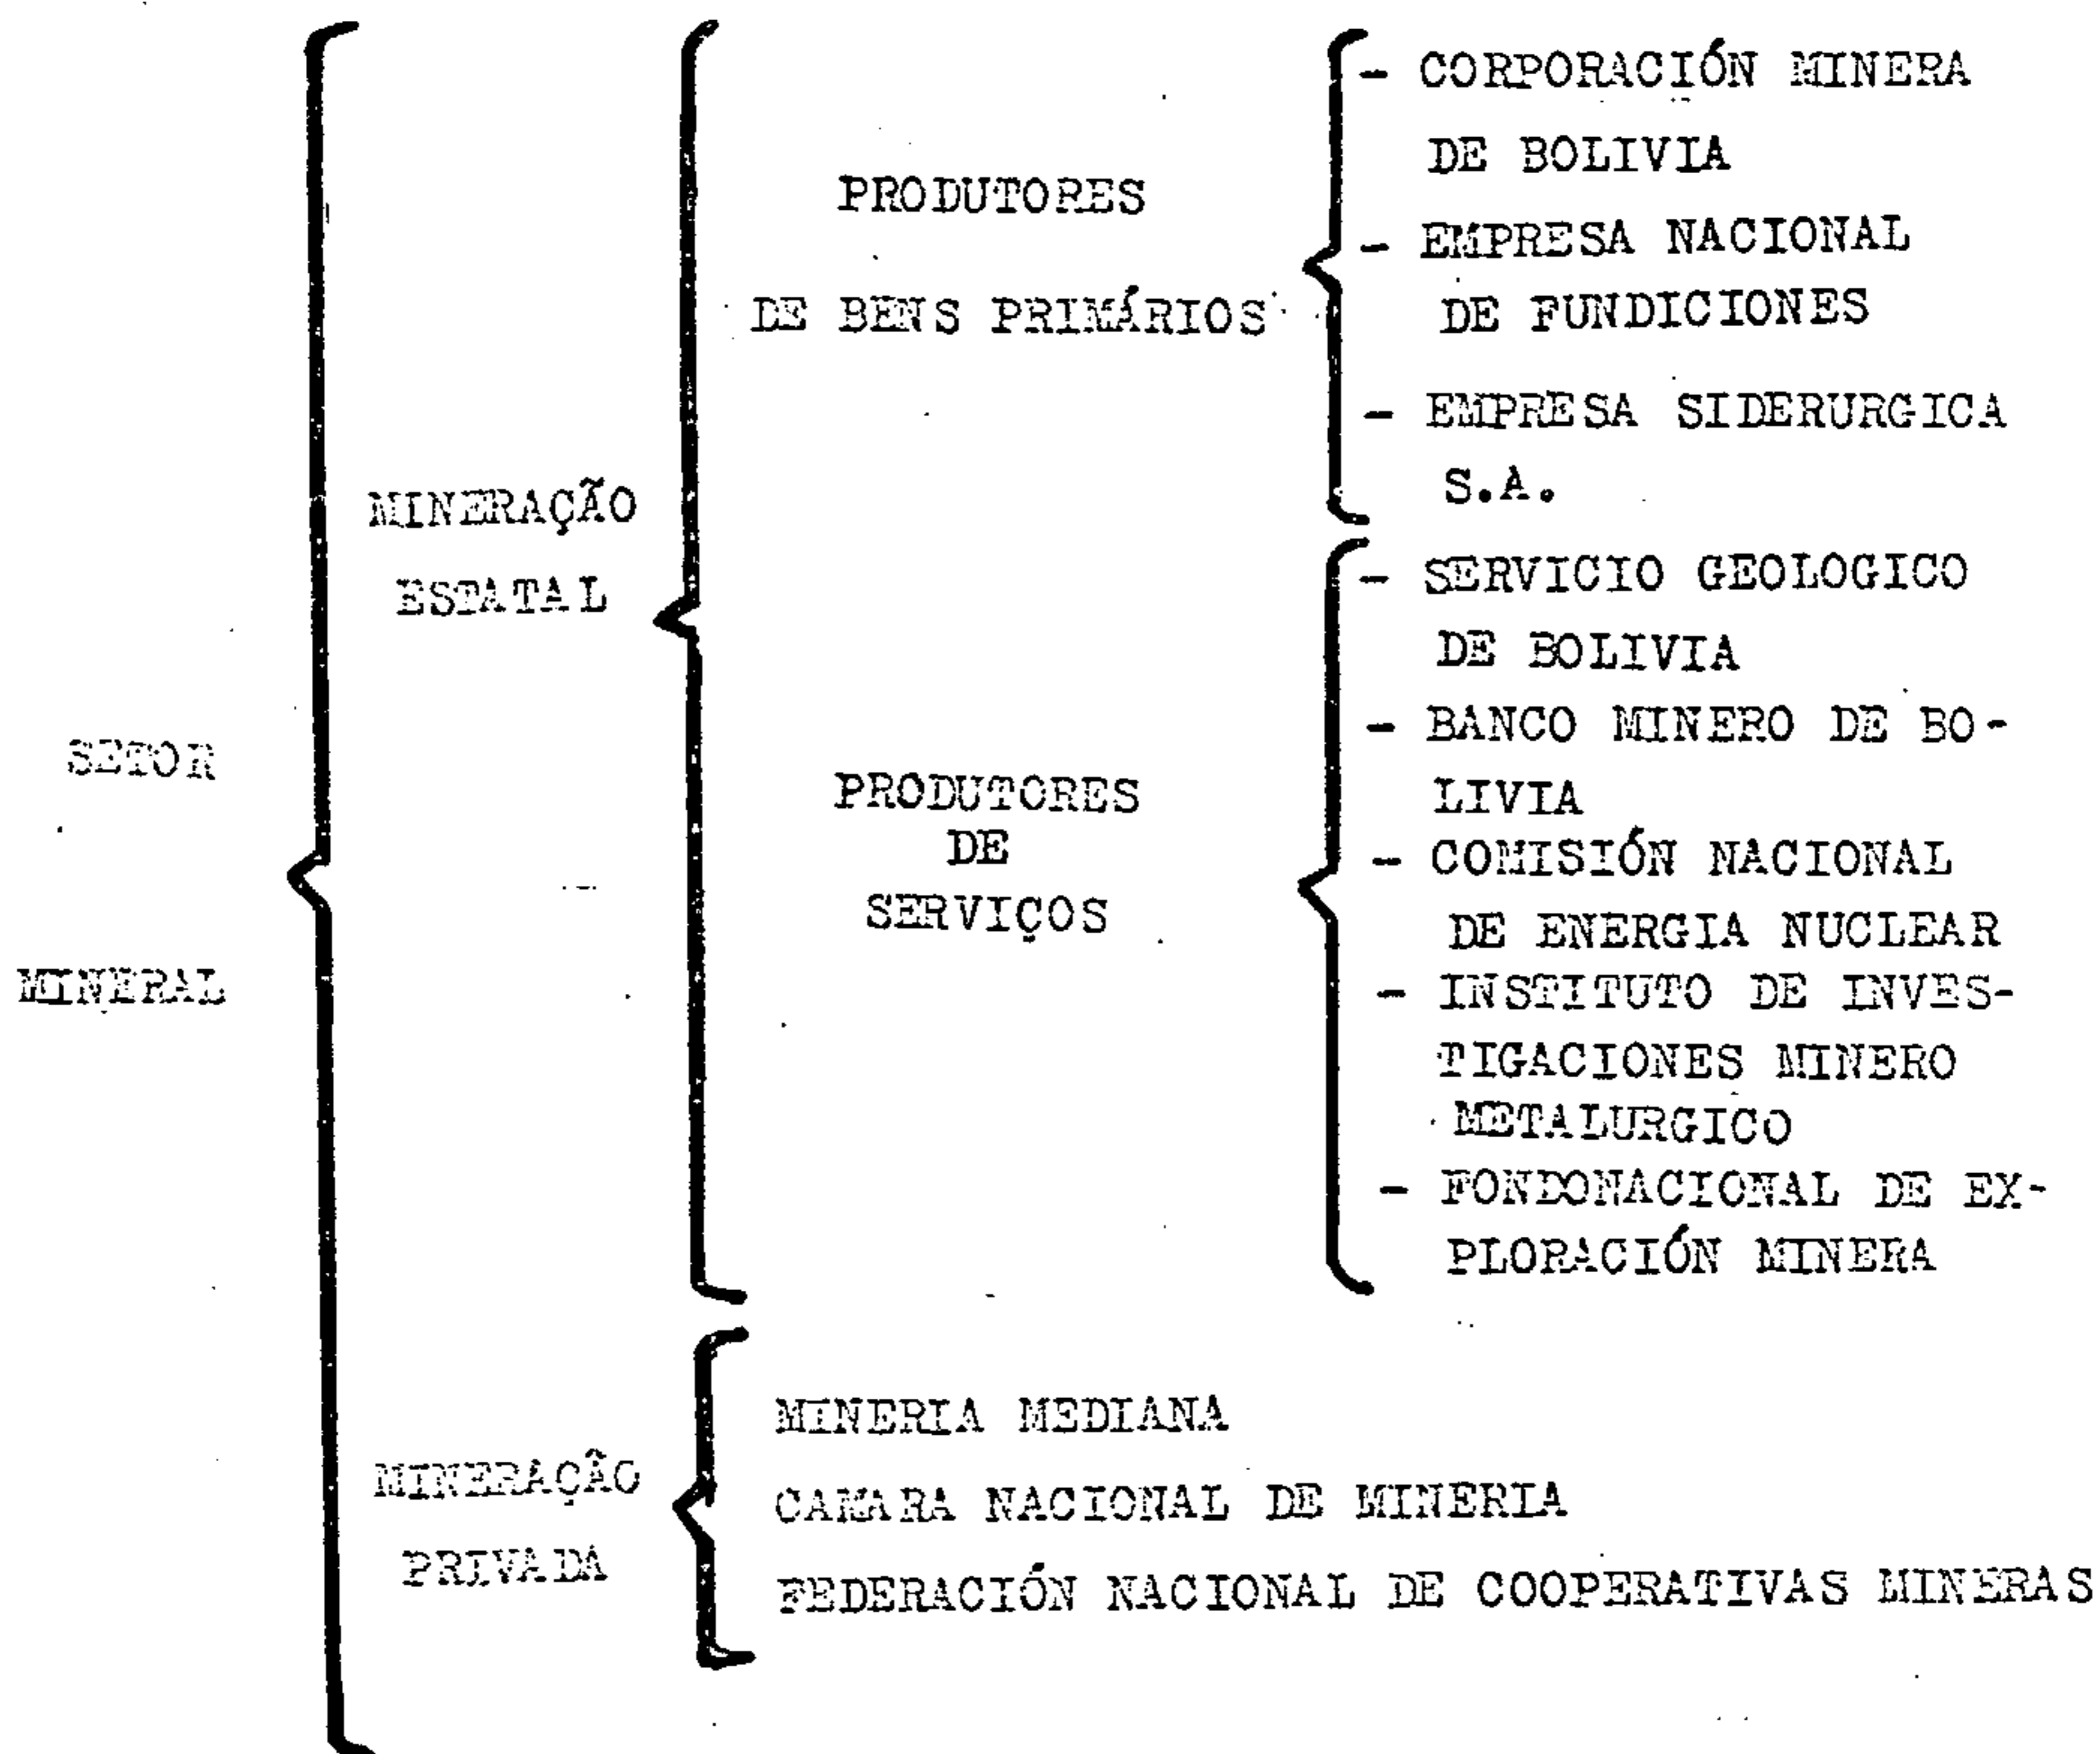 SETOR
MINERAL
MINERAÇÃO
ESTATAL
PRODUTORES
DE BENS PRIMÁRIOS
- CORPORACIÓN MINERA
DE BOLIVIA
- EMPRESA NACIONAL
DE FUNDICIONES
- EMPRESA SIDERURGICA
S.A.
PRODUTORES
DE
SERVIÇOS
- SERVICIO GEOLOGICO
DE BOLIVIA
- BANCO MINERO DE BO-
LIVIA
- COMISIÓN NACIONAL
DE ENERGIA NUCLEAR
- INSTITUTO DE INVES-
TIGACIONES MINERO
METALURGICO
- FONDONACIONAL DE EX-
PLORACIÓN MINERA
MINERAÇÃO
PRIVADA
MINERIA MEDIANA
CAMARA NACIONAL DE MINERIA
FEDERACIÓN NACIONAL DE COOPERATIVAS MINERAS